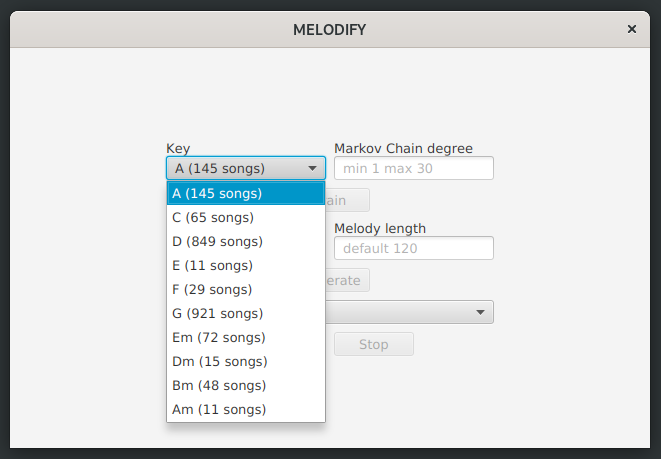 MELODIFY
×
Key
Markov Chain degree
A (145 songs)
min 1 max 30
A (145 songs)
ain
C (65 songs)
Melody length
D (849 songs)
default 120
E (11 songs)
F (29 songs)
erate
G (921 songs)
Em (72 songs)
Stop
Dm (15 songs)
Bm (48 songs)
Am (11 songs)